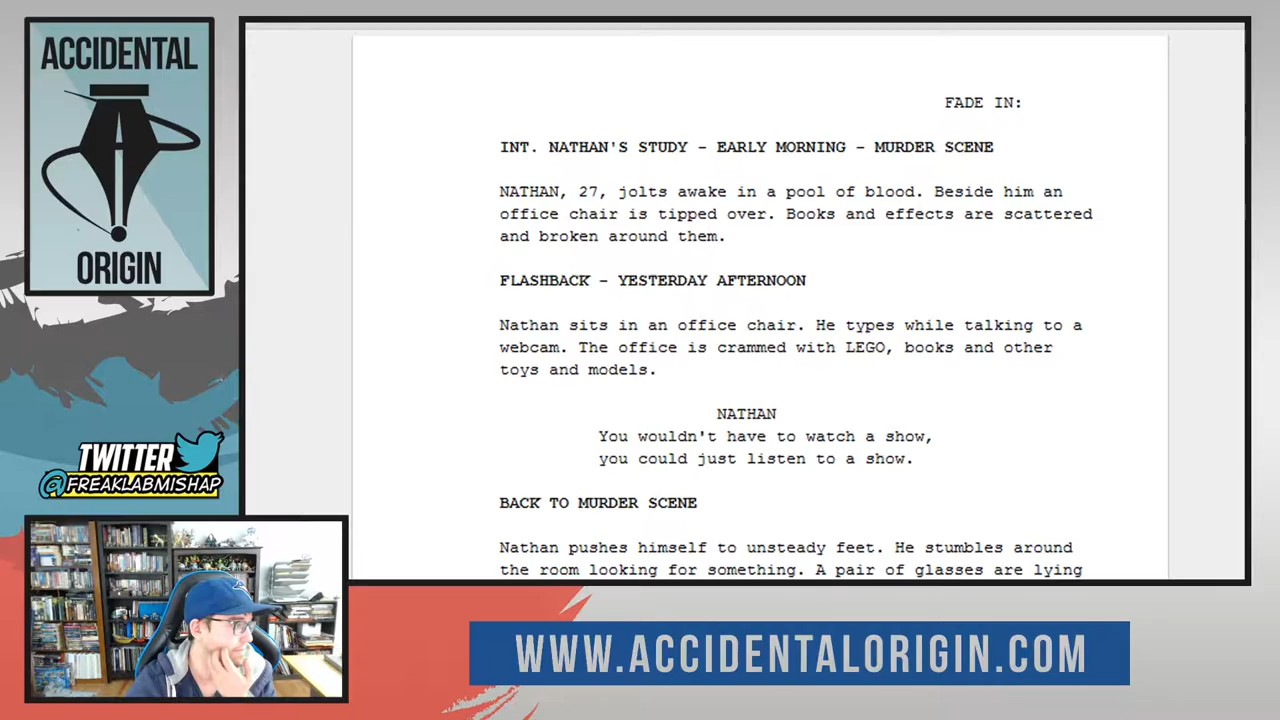 ACCIDENTAL
ORIGIN
FADE IN:
INT. NATHAN'S STUDY - EARLY MORNING - MURDER SCENE
NATHAN, 27, jolts awake in a pool of blood. Beside him an
office chair is tipped over. Books and effects are scattered
and broken around them.
FLASHBACK - YESTERDAY AFTERNOON
Nathan sits in an office chair. He types while talking to a
webcam. The office is crammed with LEGO, books and other
toys and models.
NATHAN
You wouldn't have to watch a show,
you could just listen to a show.
BACK TO MURDER SCENE
Nathan pushes himself to unsteady feet. He stumbles around
the room looking for something. A pair of glasses are lying
TWITTER
@FREAKLABMISHAP
WWW.ACCIDENTALORIGIN.COM